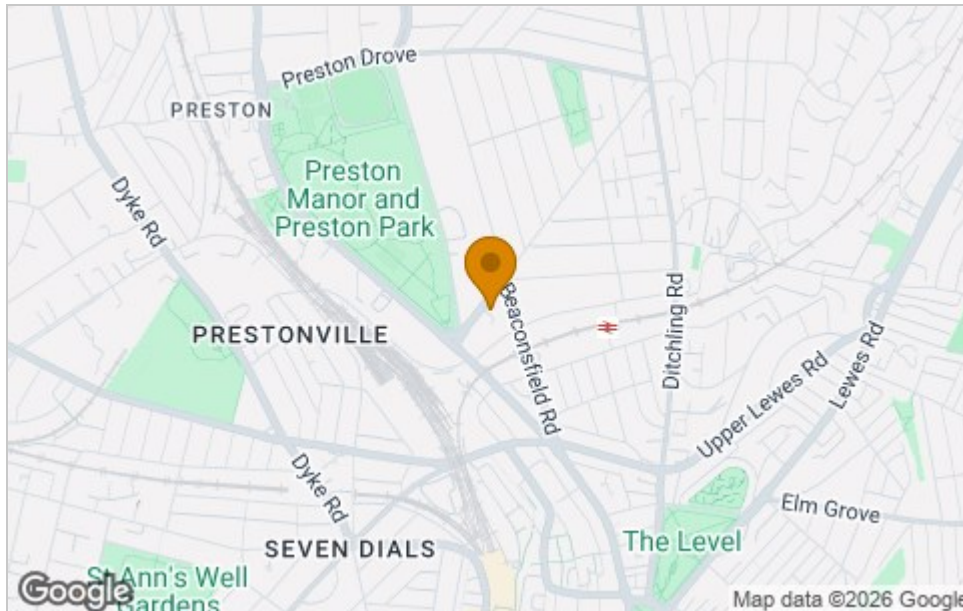 Preston Drove
PRESTON
Preston
Manor and
Preston Park
Dyke Rd
Beaconsfield Rd
PRESTONVILLE
Ditchling Rd
Lewes Rd
Upper Lewes Rd
Dyke Rd
Elm Grove
SEVEN DIALS
The Level
St Ann's Well
Gardens
Google
Map data ©2026 Google